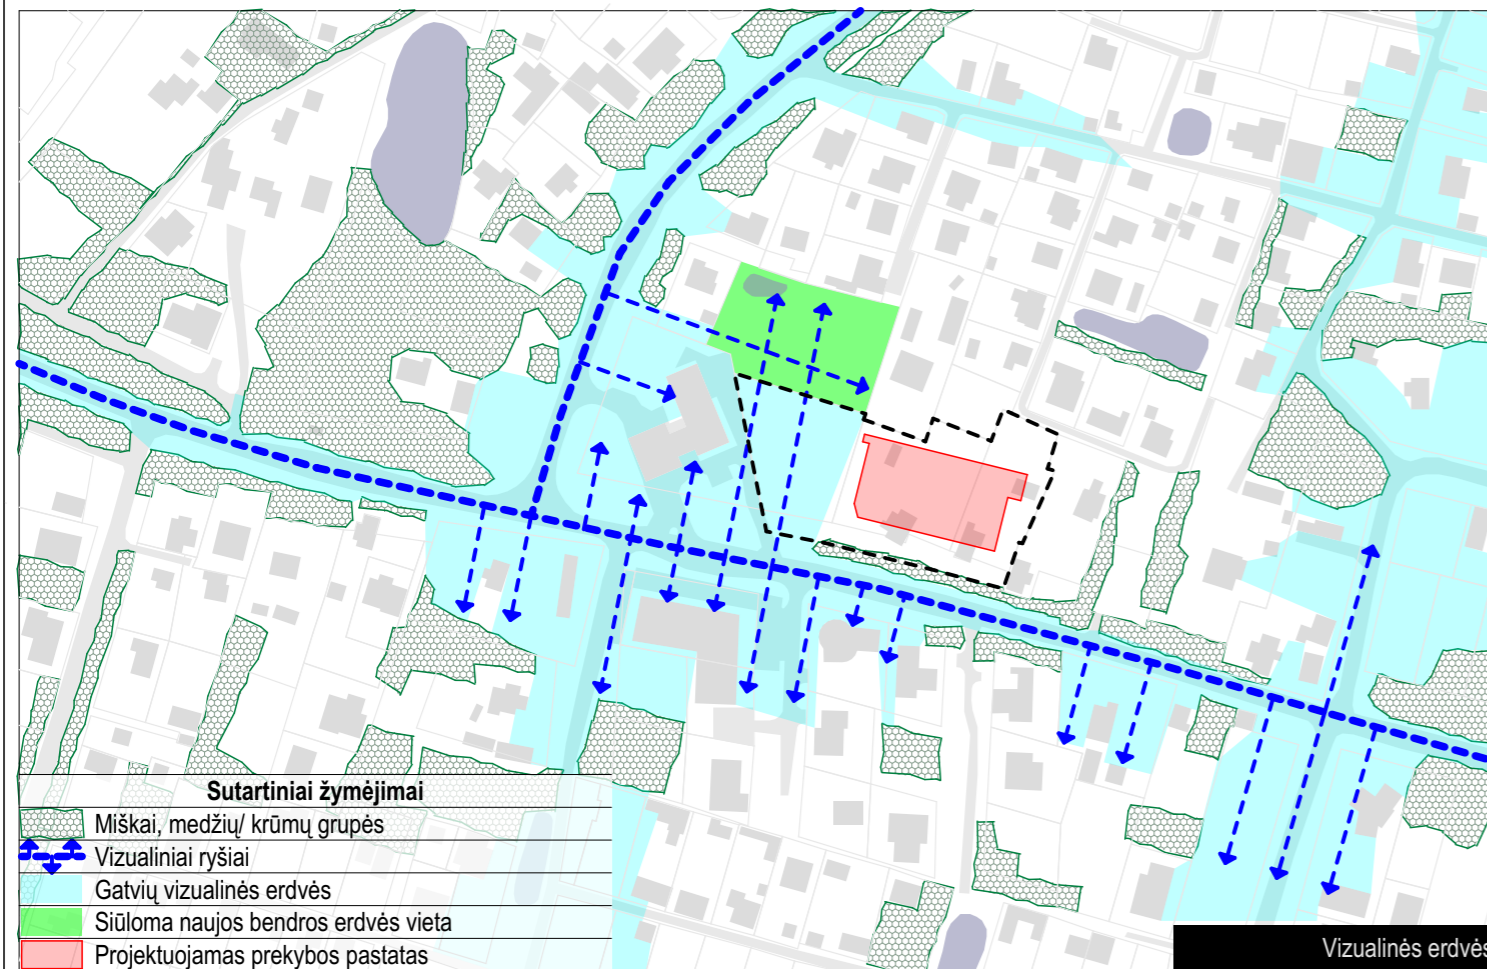 Sutartiniai žymėjimai
Miškai, medžių/ krūmų grupės
Vizualiniai ryšiai
Gatvių vizualinės erdvės
Siūloma naujos bendros erdvės vieta
Projektuojamas prekybos pastatas
Vizualinės erdvės